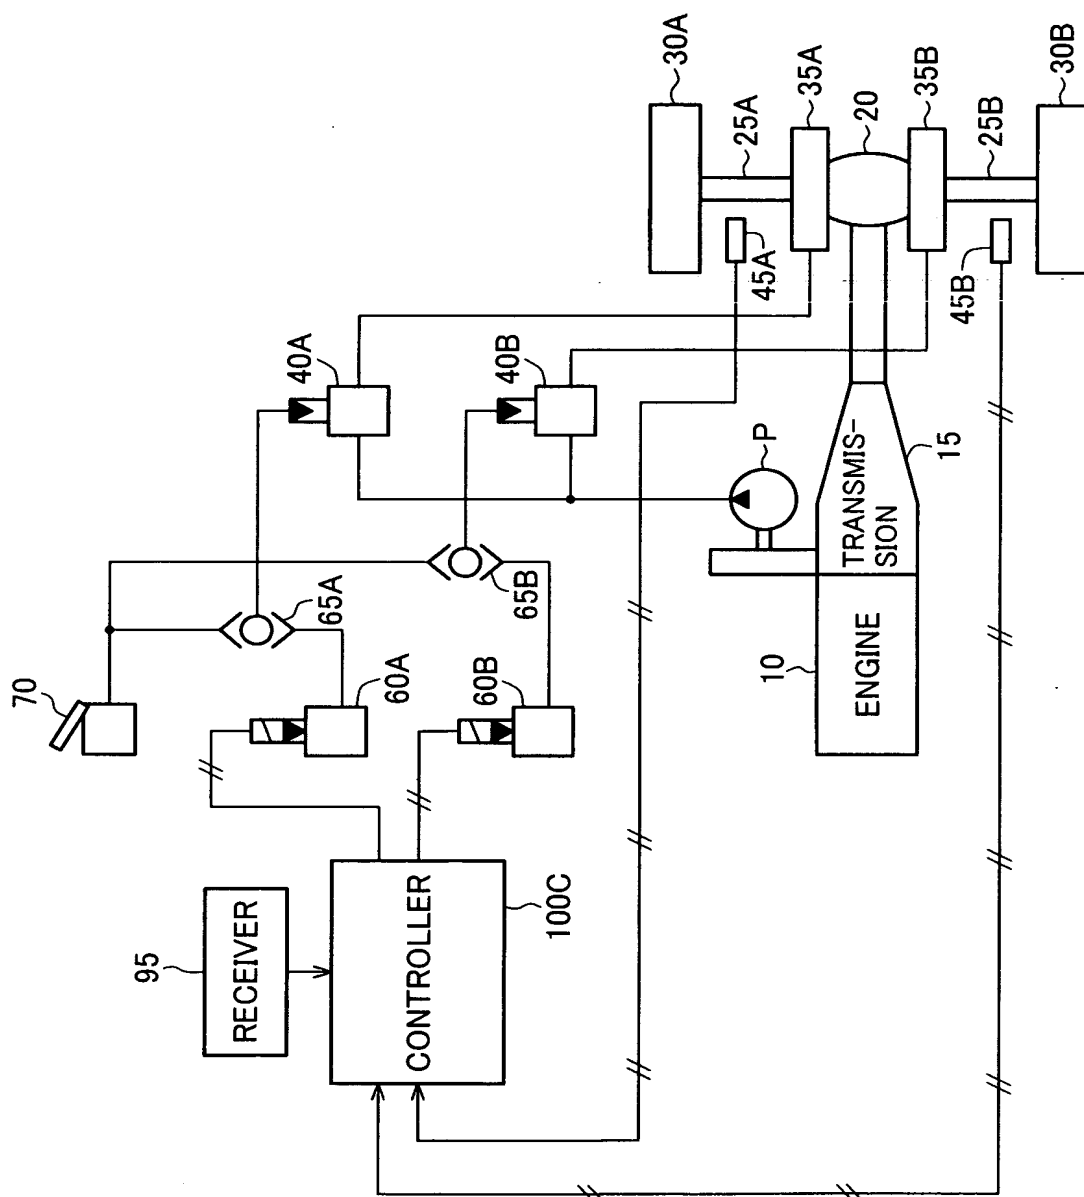 30A
25A
35A
20
35B
25B
30B
45A
45B
40A
40B
P
TRANSMIS-
SION
15
ENGINE
10
65A
65B
70
60A
60B
95
RECEIVER
CONTROLLER
100C